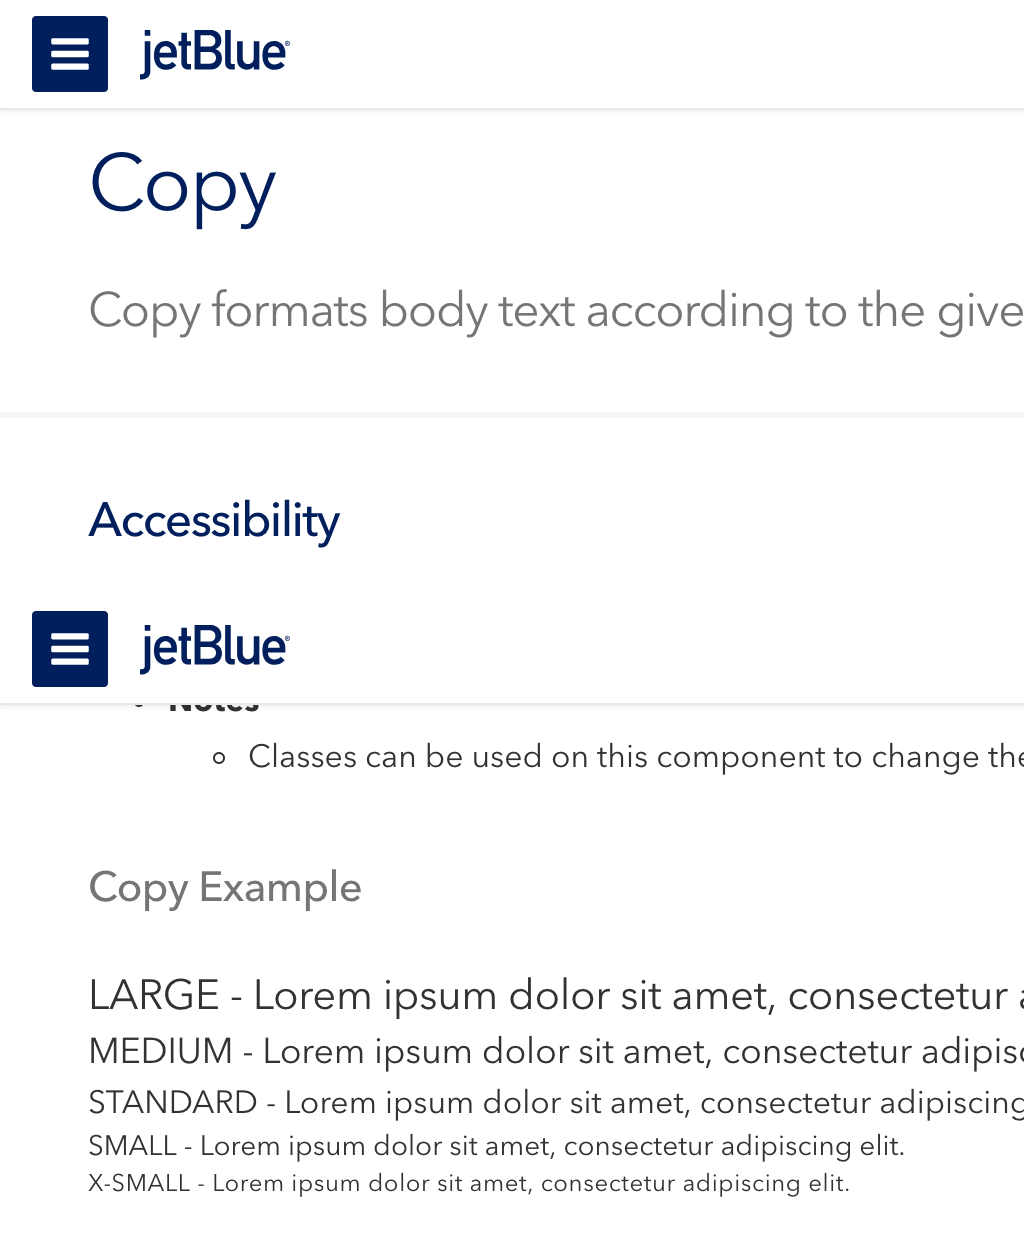 jetBlue®
Copy
Copy formats body text according to the give
Accessibility
jetBlue®
Notes
Classes can be used on this component to change the
Copy Example
LARGE - Lorem ipsum dolor sit amet, consectetur a
MEDIUM - Lorem ipsum dolor sit amet, consectetur adipisc
STANDARD - Lorem ipsum dolor sit amet, consectetur adipiscing
SMALL - Lorem ipsum dolor sit amet, consectetur adipiscing elit.
X-SMALL - Lorem ipsum dolor sit amet, consectetur adipiscing elit.